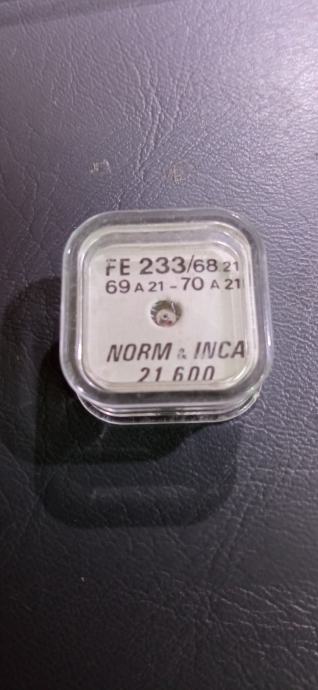 FE 233/68 21
69 A 21 - 70 A 21
NORM & INCA
21 600